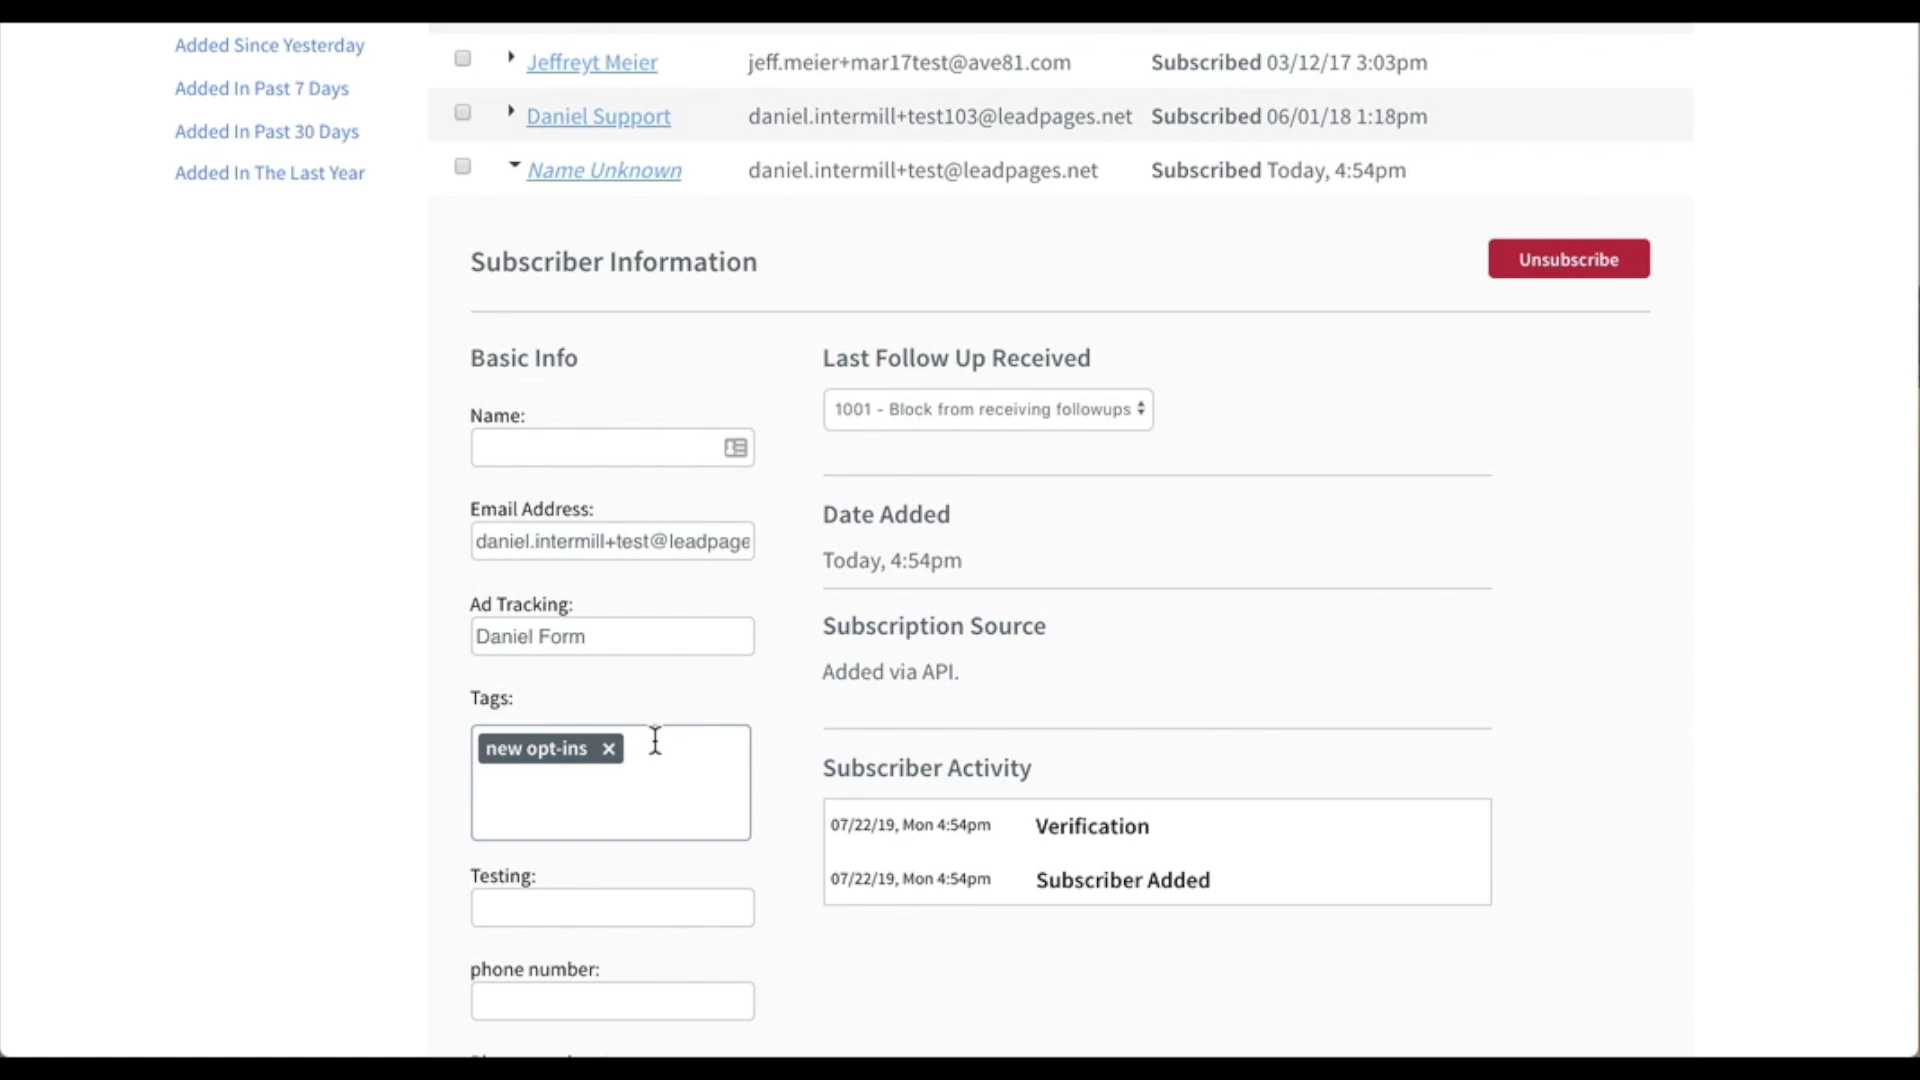 Added Since Yesterday
Added In Past 7 Days
Added In Past 30 Days
Added In The Last Year
Jeffreyt Meier jeff.meier+mar17test@ave81.com Subscribed 03/12/17 3:03pm
Daniel Support daniel.intermill+test103@leadpages.net Subscribed 06/01/18 1:18pm
Name Unknown daniel.intermill+test@leadpages.net Subscribed Today, 4:54pm
Subscriber Information
Unsubscribe
Basic Info
Name:
Email Address:
daniel.intermill+test@leadpage
Ad Tracking:
Daniel Form
Tags:
new opt-ins ×
Testing:
phone number:
Last Follow Up Received
1001 - Block from receiving followups
Date Added
Today, 4:54pm
Subscription Source
Added via API.
Subscriber Activity
07/22/19, Mon 4:54pm Verification
07/22/19, Mon 4:54pm Subscriber Added